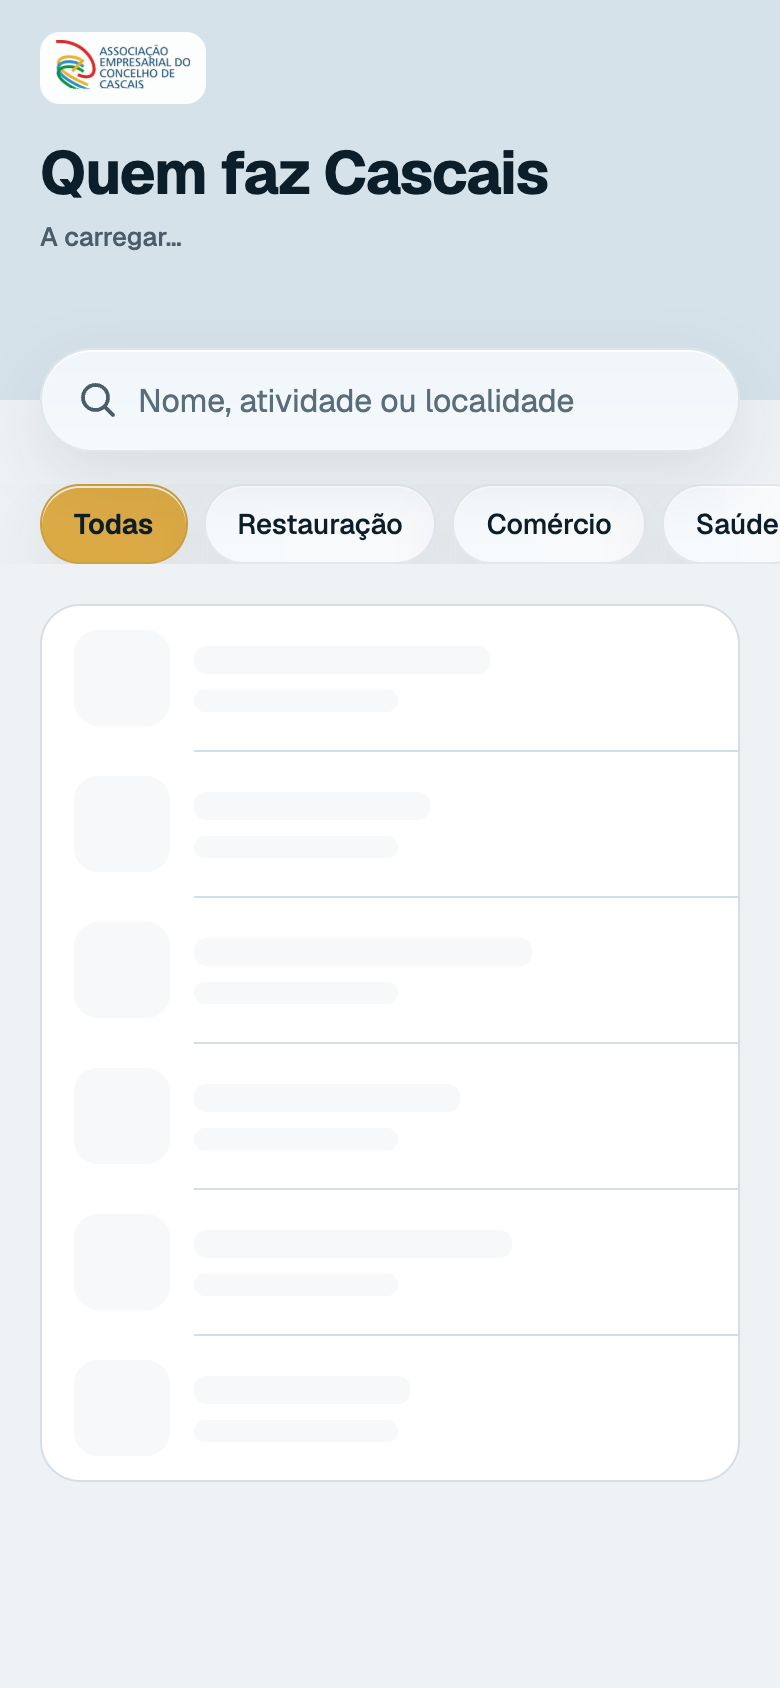 ASSOCIAÇÃO
EMPRESARIAL DO
CONCELHO DE
CASCAIS
Quem faz Cascais
A carregar...
Nome, atividade ou localidade
Todas
Restauração
Comércio
Saúde